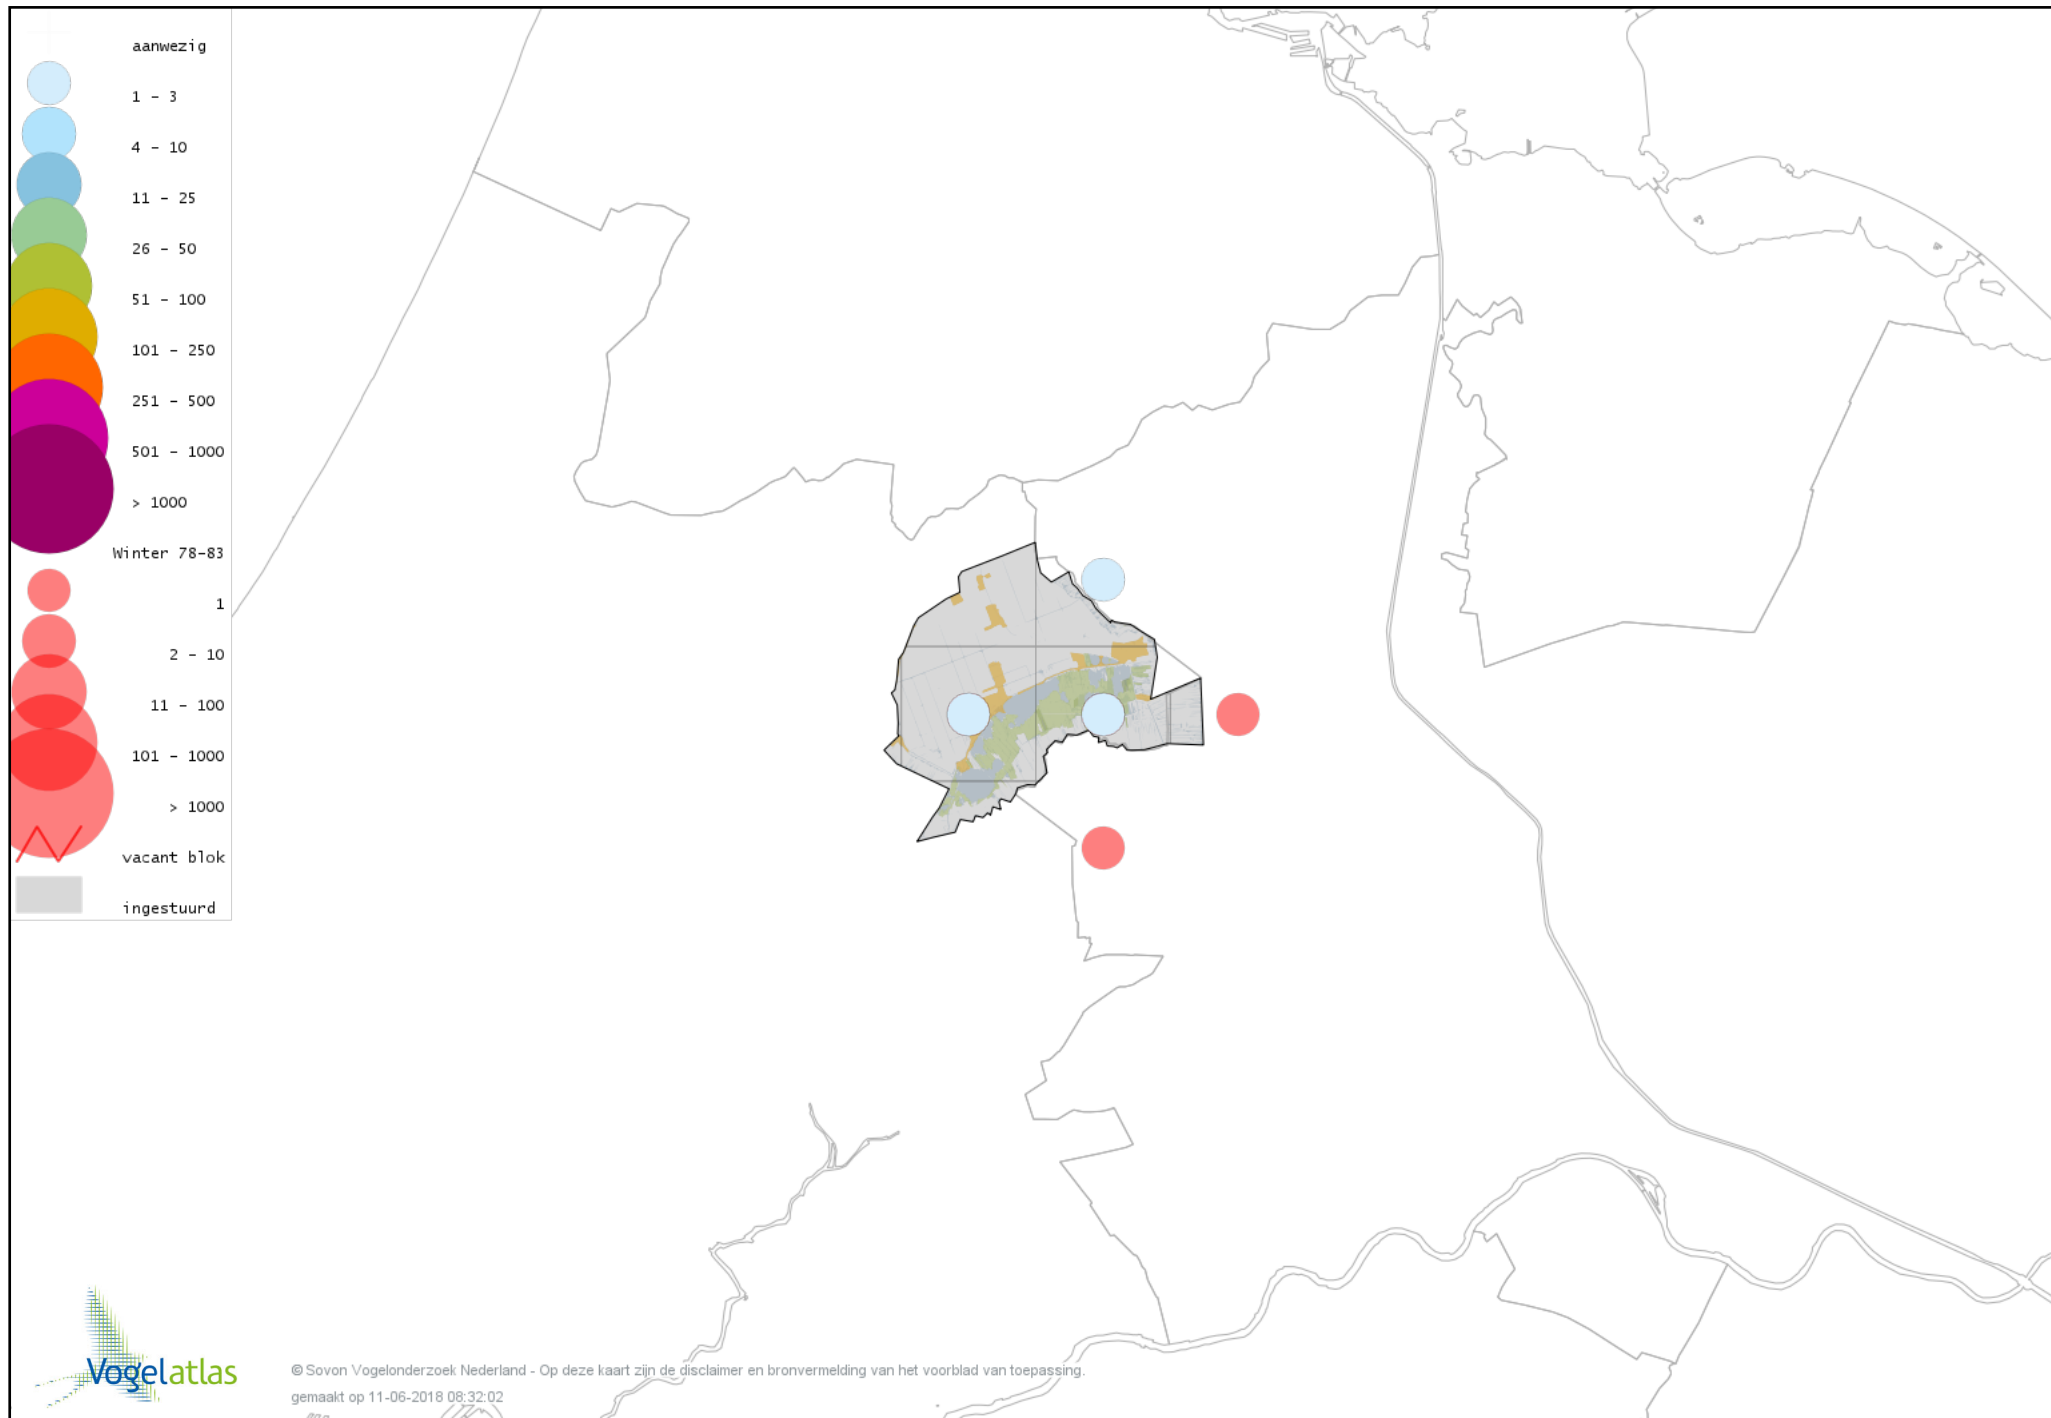 aanwezig
1 - 3
4 - 10
11 - 25
26 - 50
51 - 100
101 - 250
251 - 500
501 - 1000
> 1000
Winter 78-83
1
2 - 10
11 - 100
101 - 1000
> 1000
vacant blok
ingestuurd
Vogelatlas
© Sovon Vogelonderzoek Nederland - Op deze kaart zijn de disclaimer en bronvermelding van het voorblad van toepassing.
gemaakt op 11-06-2018 08:32:02